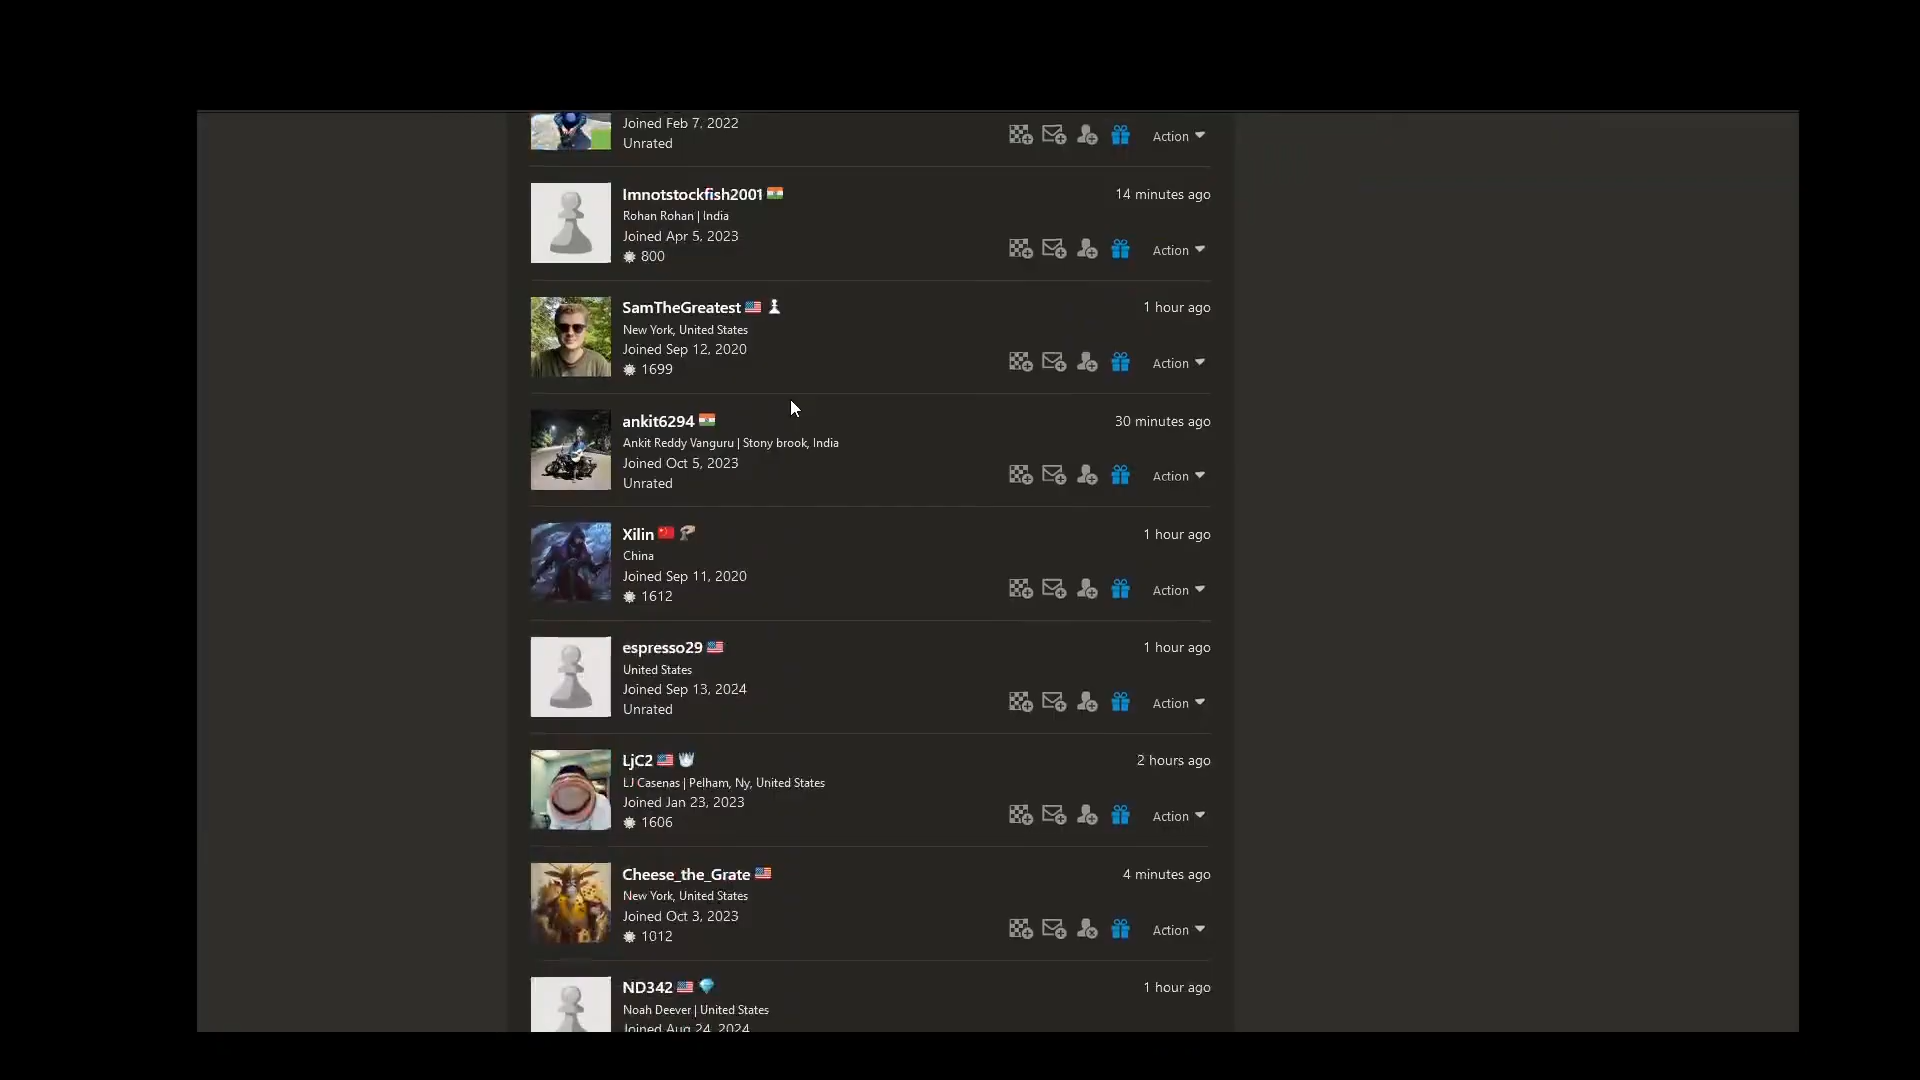 Joined Feb 7, 2022
Unrated
Action
Imnotstockfish2001
14 minutes ago
Rohan Rohan | India
Joined Apr 5, 2023
800
Action
SamTheGreatest
1 hour ago
New York, United States
Joined Sep 12, 2020
1699
Action
ankit6294
30 minutes ago
Ankit Reddy Vanguru | Stony brook, India
Joined Oct 5, 2023
Unrated
Action
Xilin
1 hour ago
China
Joined Sep 11, 2020
1612
Action
espresso29
1 hour ago
United States
Joined Sep 13, 2024
Unrated
Action
LjC2
2 hours ago
LJ Casenas | Pelham, Ny, United States
Joined Jan 23, 2023
1606
Action
Cheese_the_Grate
4 minutes ago
New York, United States
Joined Oct 3, 2023
1012
Action
ND342
1 hour ago
Noah Deever | United States
Joined Aug 24, 2024